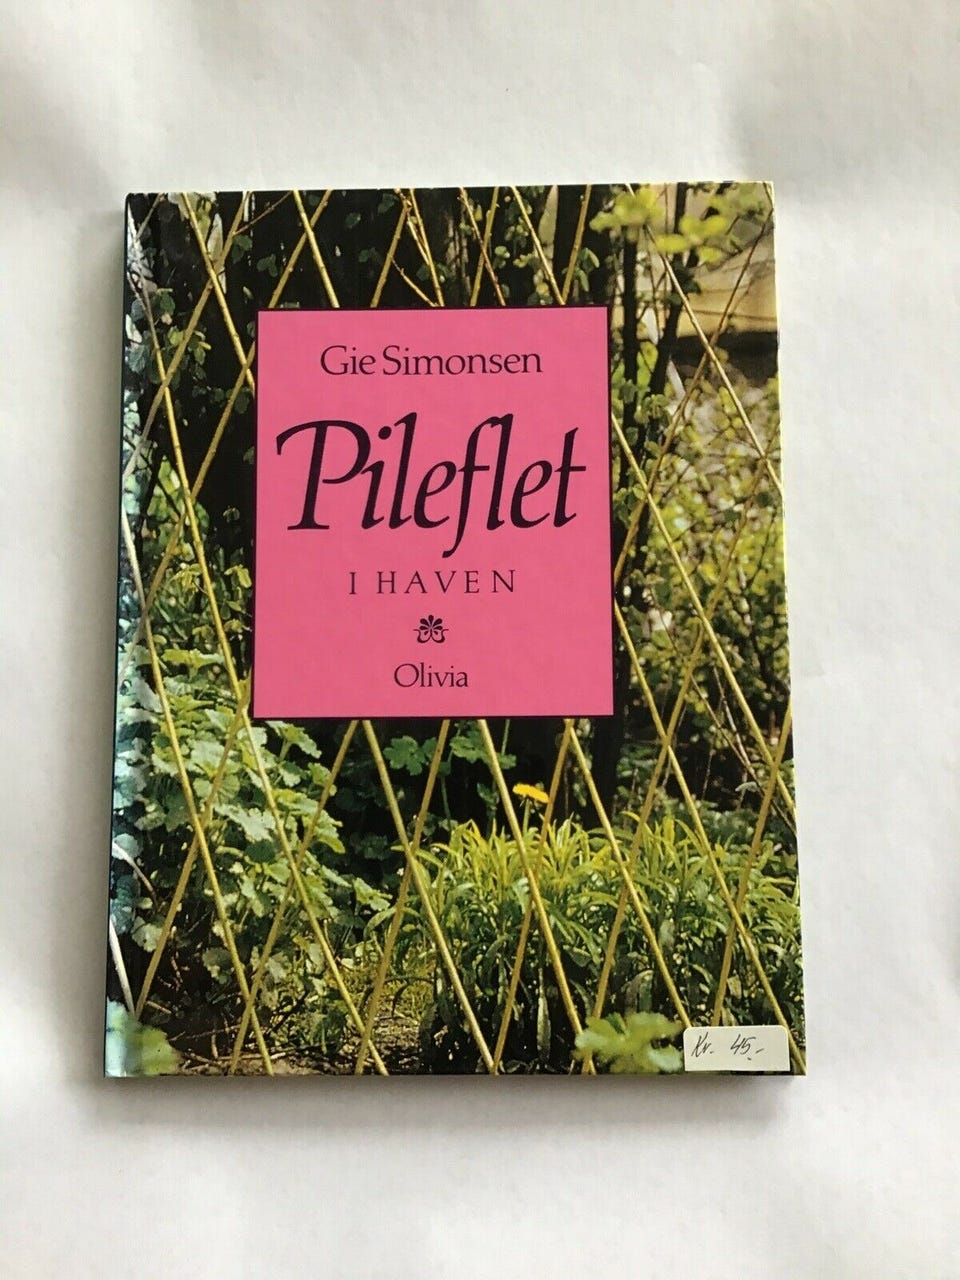 Gie Simonsen
Pileflet
I HAVEN
Olivia
Kr. 45.-